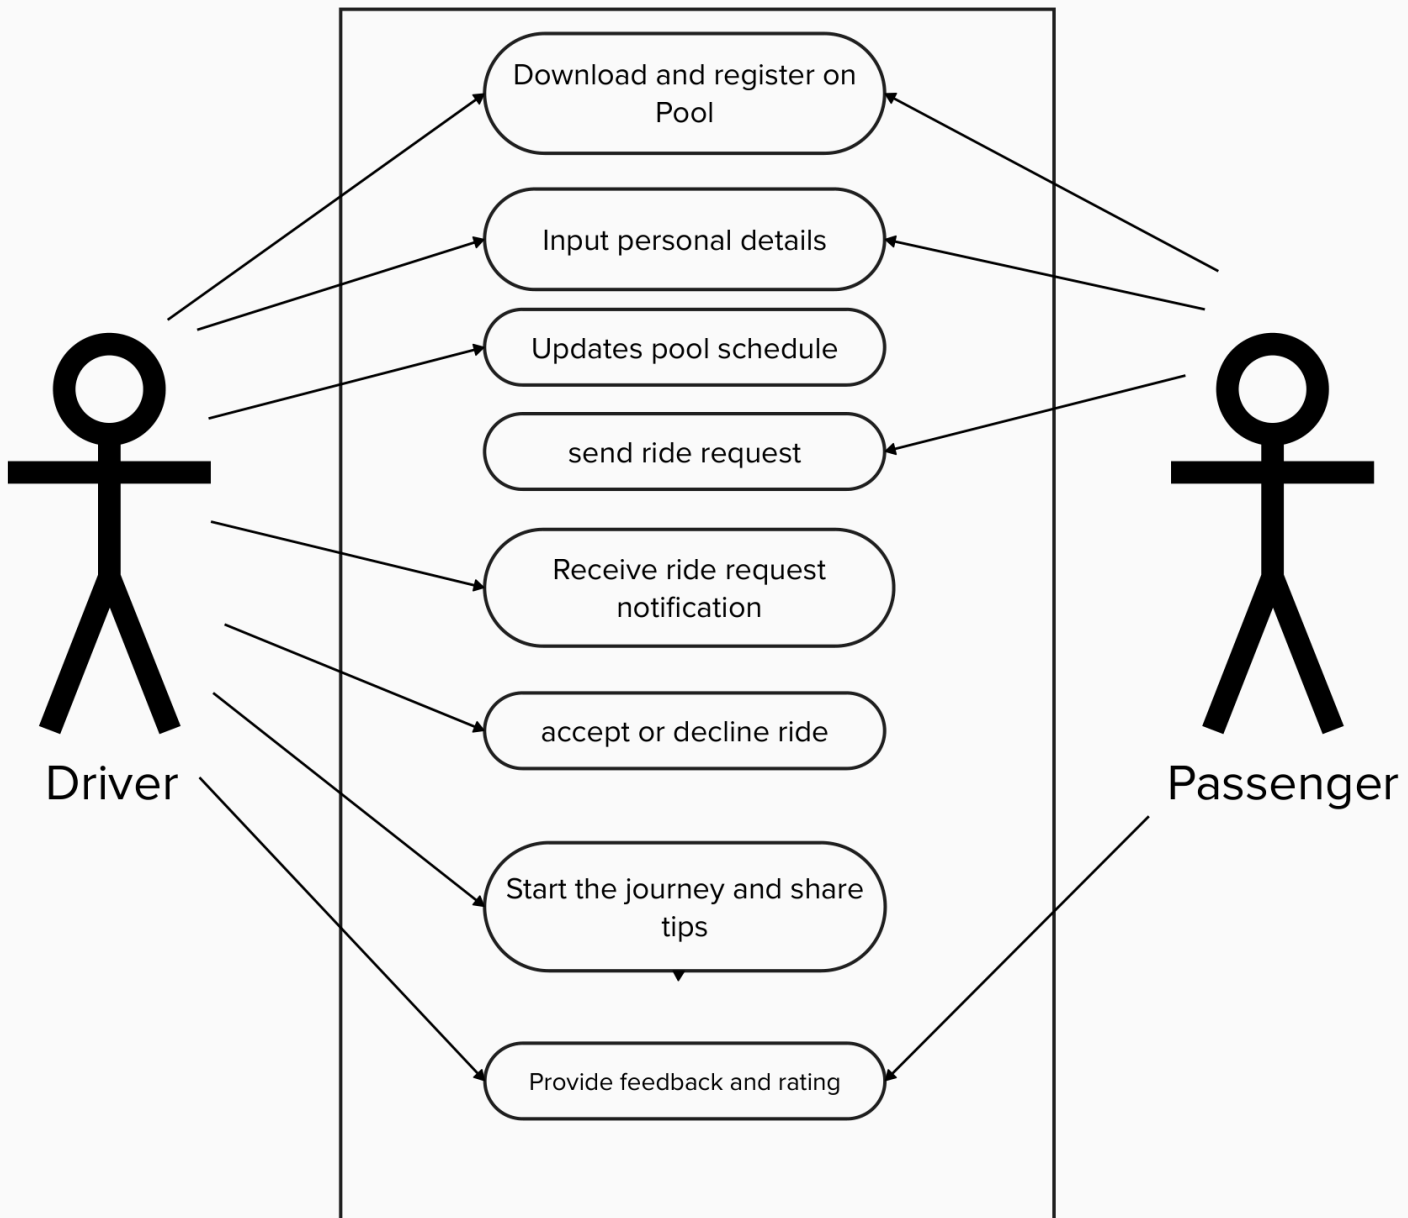 Download and register on
Pool
Input personal details
Updates pool schedule
send ride request
Receive ride request
notification
accept or decline ride
Driver
Passenger
Start the journey and share
tips
Provide feedback and rating